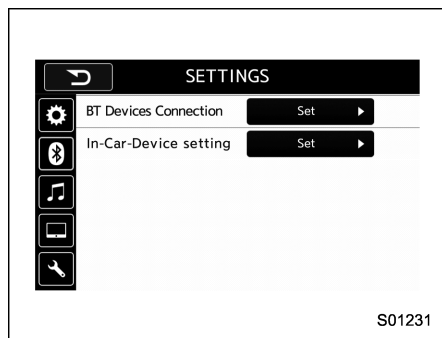 SETTINGS
BT Devices Connection Set
In-Car-Device setting Set
S01231